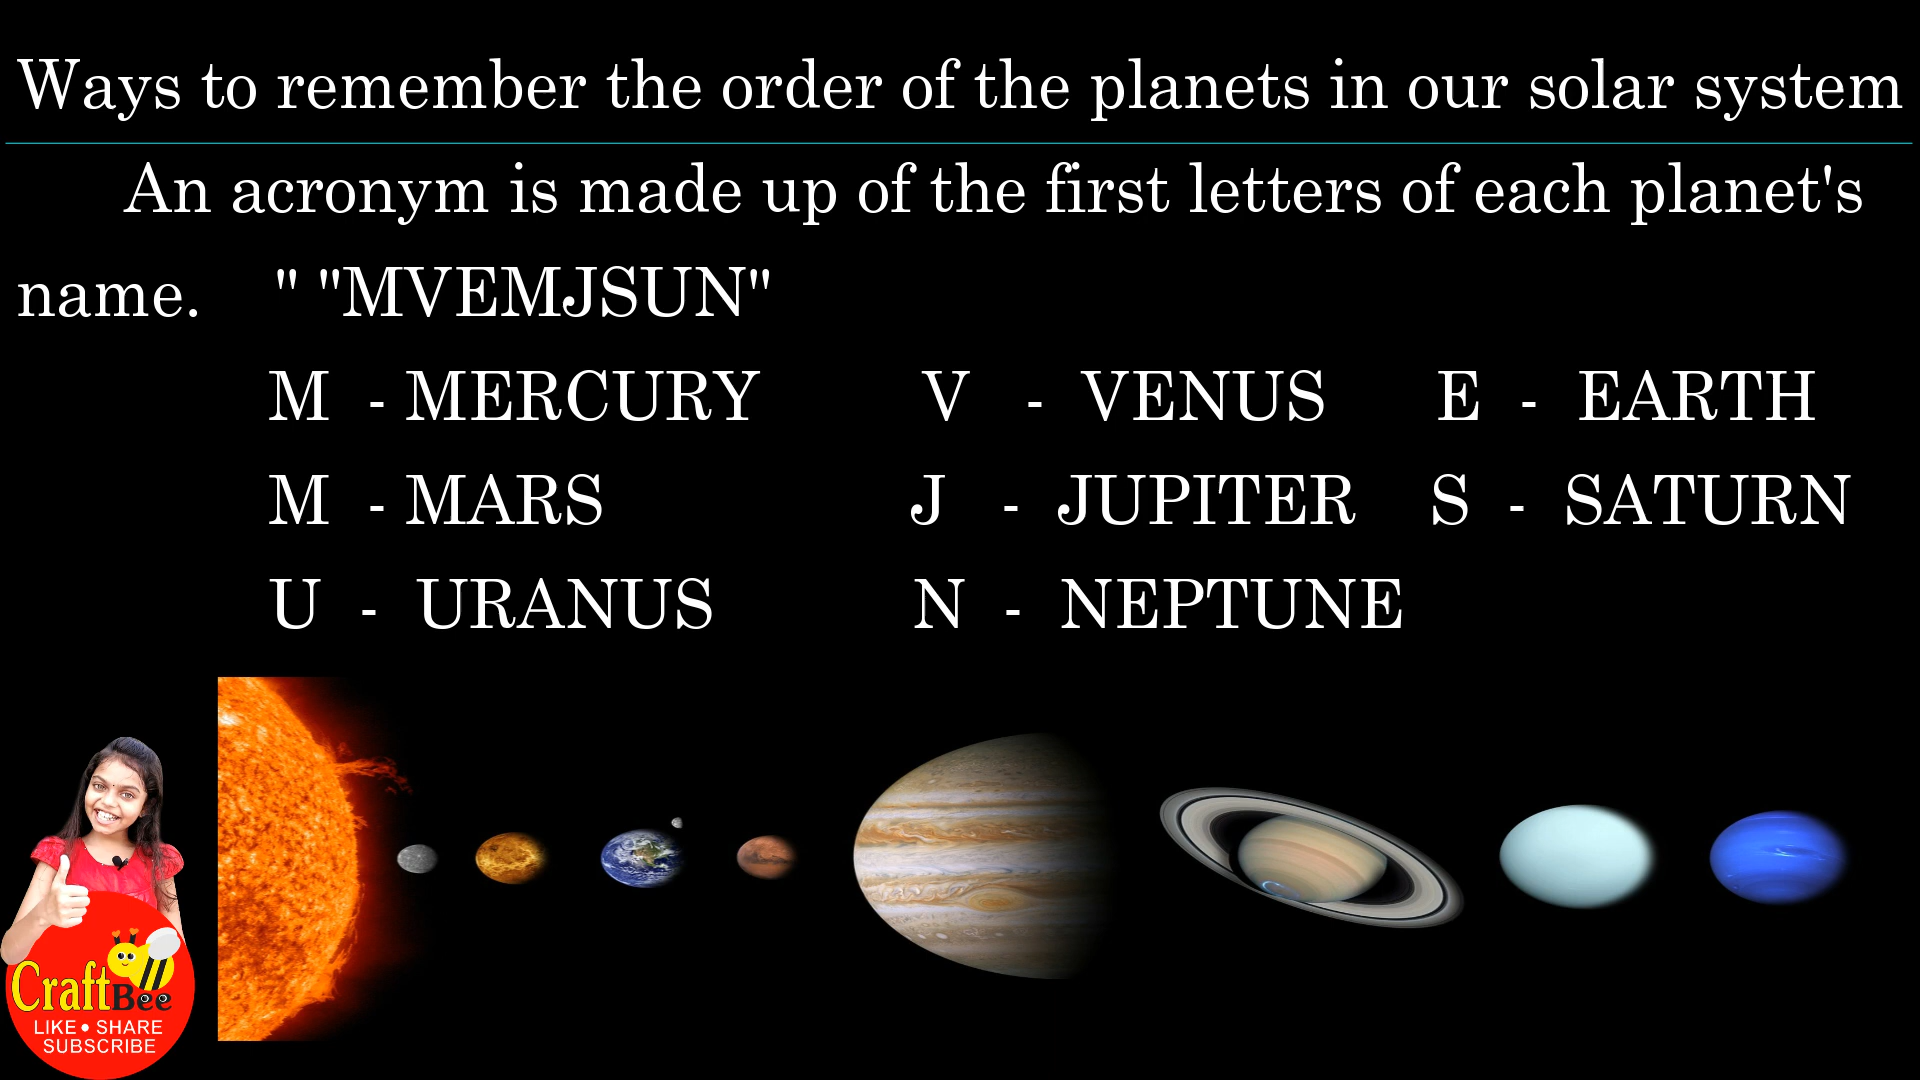 Ways to remember the order of the planets in our solar system
An acronym is made up of the first letters of each planet's
name. " "MVEMJSUN"
M - MERCURY V - VENUS E - EARTH
M - MARS J - JUPITER S - SATURN
U - URANUS N - NEPTUNE
CraftBee
LIKE • SHARE
SUBSCRIBE